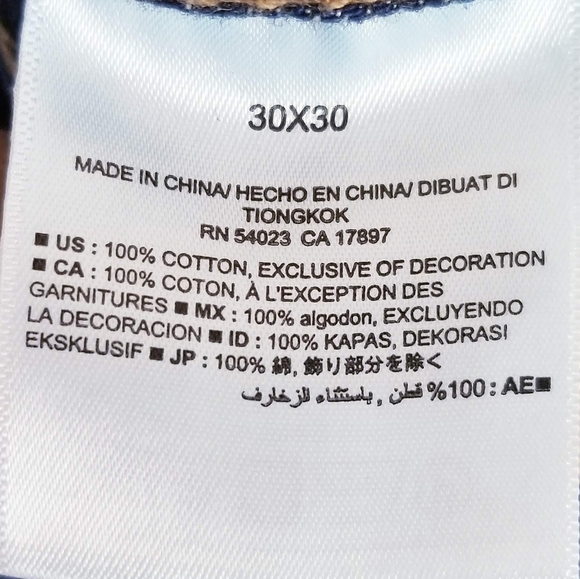 30X30
MADE IN CHINA/ HECHO EN CHINA/ DIBUAT DI
TIONGKOK
RN 54023 CA 17897
■ US : 100% COTTON, EXCLUSIVE OF DECORATION
■ CA : 100% COTON, À L'EXCEPTION DES
GARNITURES ■ MX : 100% algodon, EXCLUYENDO
LA DECORACION ■ ID : 100% KAPAS, DEKORASI
EKSKLUSIF ■ JP : 100% 綿, 飾り部分を除く
■AE : 100% قطن , باستثناء الزخارف